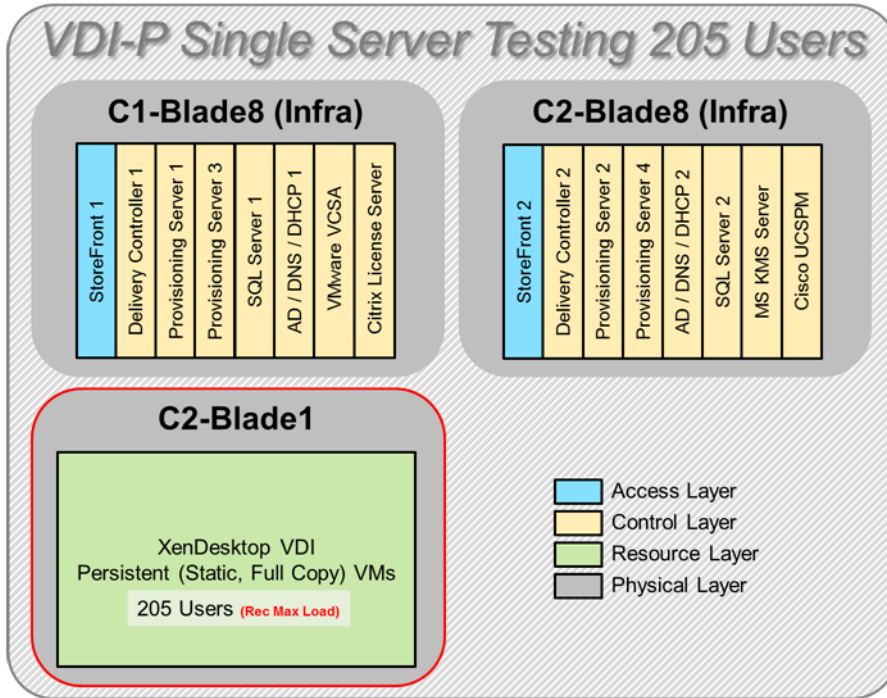 VDI-P Single Server Testing 205 Users
C1-Blade8 (Infra)
StoreFront 1
Delivery Controller 1
Provisioning Server 1
Provisioning Server 3
SQL Server 1
AD / DNS / DHCP 1
VMware VCSA
Citrix License Server
C2-Blade8 (Infra)
StoreFront 2
Delivery Controller 2
Provisioning Server 2
Provisioning Server 4
AD / DNS / DHCP 2
SQL Server 2
MS KMS Server
Cisco UCSPM
C2-Blade1
XenDesktop VDI
Persistent (Static, Full Copy) VMs
205 Users (Rec Max Load)
Access Layer
Control Layer
Resource Layer
Physical Layer